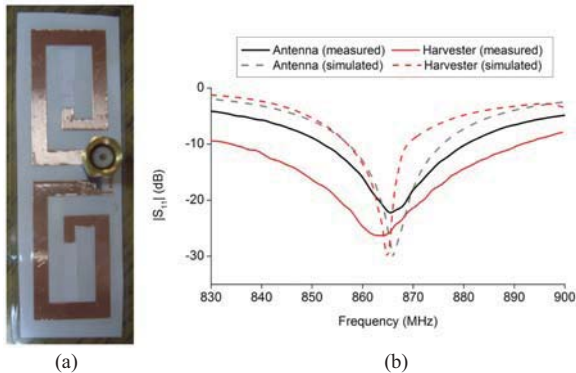 Antenna (measured) Harvester (measured)
Antenna (simulated) Harvester (simulated)
0
-10
-20
-30
|S11| (dB)
830 840 850 860 870 880 890 900
Frequency (MHz)
(a) (b)